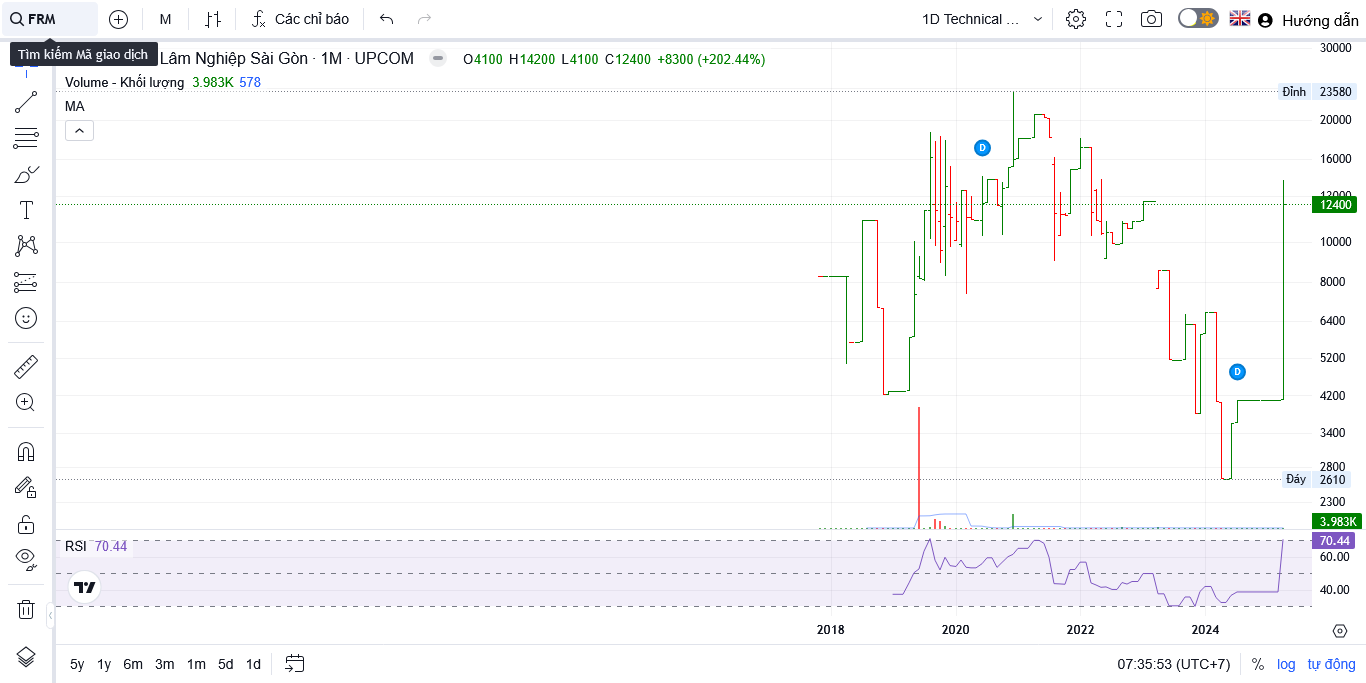 FRM
M
Các chỉ báo
1D Technical ...
Hướng dẫn
Tìm kiếm Mã giao dịch
Lâm Nghiệp Sài Gòn · 1M · UPCOM
O4100 H14200 L4100 C12400 +8300 (+202.44%)
Volume - Khối lượng 3.983K 578
MA
30000
Đỉnh 23580
20000
16000
12000
12400
10000
8000
6400
5200
4200
3400
2800
Đáy 2610
2300
3.983K
D
D
RSI 70.44
70.44
60.00
40.00
2018 2020 2022 2024
5y 1y 6m 3m 1m 5d 1d
07:35:53 (UTC+7) % log tự động